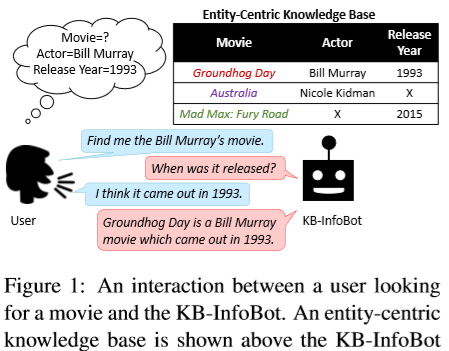 Movie=?
Actor=Bill Murray
Release Year=1993
Entity-Centric Knowledge Base
Movie Actor Release Year
Groundhog Day Bill Murray 1993
Australia Nicole Kidman X
Mad Max: Fury Road X 2015
Find me the Bill Murray's movie.
When was it released?
I think it came out in 1993.
Groundhog Day is a Bill Murray
movie which came out in 1993.
User
KB-InfoBot
Figure 1: An interaction between a user looking
for a movie and the KB-InfoBot. An entity-centric
knowledge base is shown above the KB-InfoBot